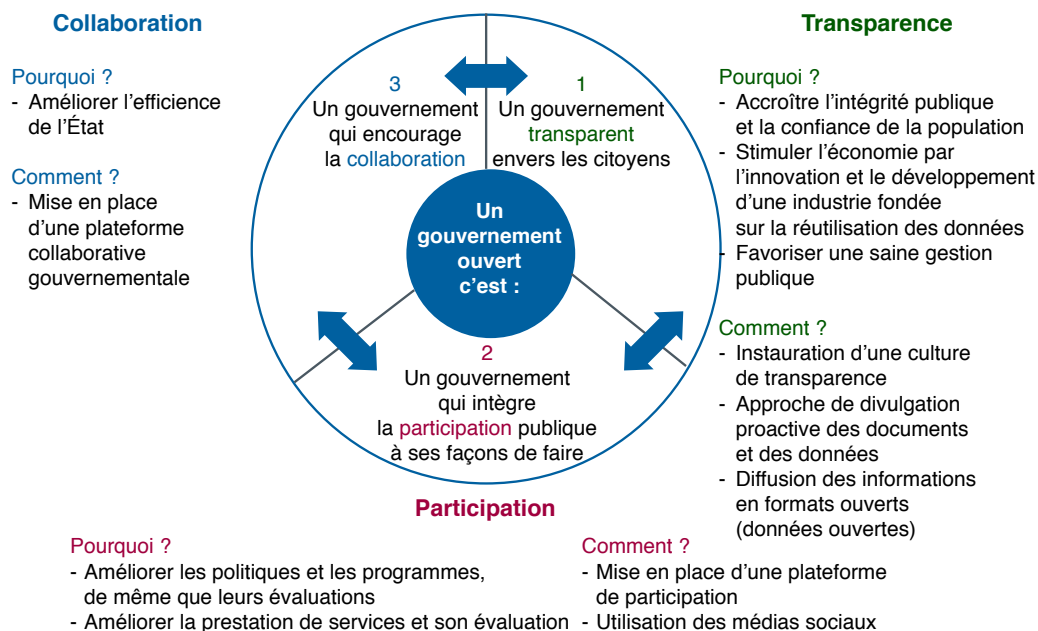 Collaboration
Pourquoi ?
- Améliorer l’efficience
de l’État
Comment ?
- Mise en place
d’une plateforme
collaborative
gouvernementale
3
Un gouvernement
qui encourage
la collaboration
1
Un gouvernement
transparent
envers les citoyens
Un
gouvernement
ouvert
c’est :
2
Un gouvernement
qui intègre
la participation publique
à ses façons de faire
Transparence
Pourquoi ?
- Accroître l’intégrité publique
et la confiance de la population
- Stimuler l’économie par
l’innovation et le développement
d’une industrie fondée
sur la réutilisation des données
- Favoriser une saine gestion
publique
Comment ?
- Instauration d’une culture
de transparence
- Approche de divulgation
proactive des documents
et des données
- Diffusion des informations
en formats ouverts
(données ouvertes)
Participation
Pourquoi ?
- Améliorer les politiques et les programmes,
de même que leurs évaluations
- Améliorer la prestation de services et son évaluation
Comment ?
- Mise en place d’une plateforme
de participation
- Utilisation des médias sociaux